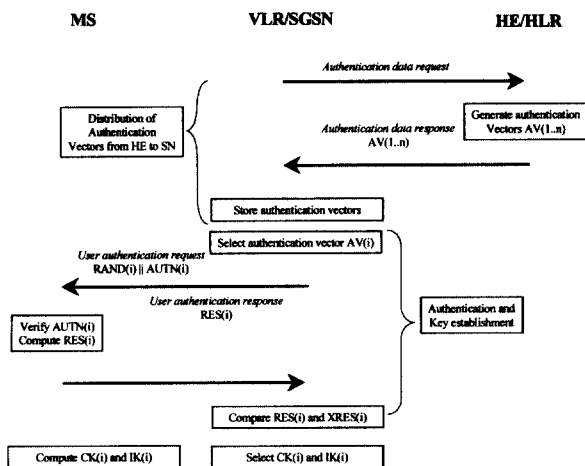 MS
VLR/SGSN
HE/HLR
Authentication data request
Distribution of
Authentication
Vectors from HE to SN
Generate authentication
Vectors AV(1..n)
Authentication data response
AV(1..n)
Store authentication vectors
Select authentication vector AV(i)
User authentication request
RAND(i) || AUTN(i)
User authentication response
RES(i)
Verify AUTN(i)
Compute RES(i)
Authentication and
Key establishment
Compare RES(i) and XRES(i)
Compute CK(i) and IK(i)
Select CK(i) and IK(i)